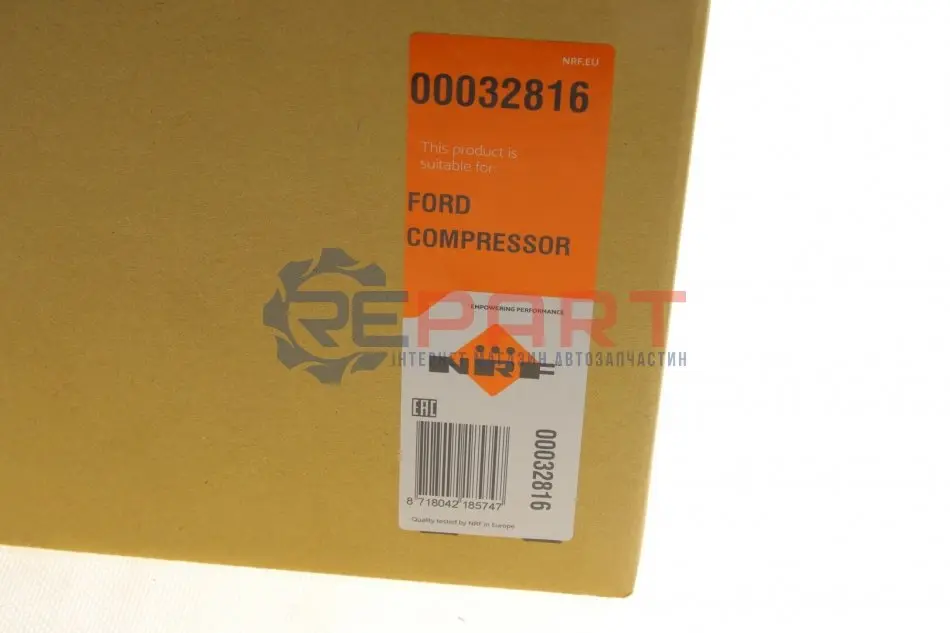 NRF.EU
00032816
This product is
suitable for
FORD
COMPRESSOR
REPART
ІНТЕРНЕТ МАГАЗИН АВТОЗАПЧАСТИН
EMPOWERING PERFORMANCE
NRF
EAC
00032816
8 718042 185747
Quality tested by NRF in Europe